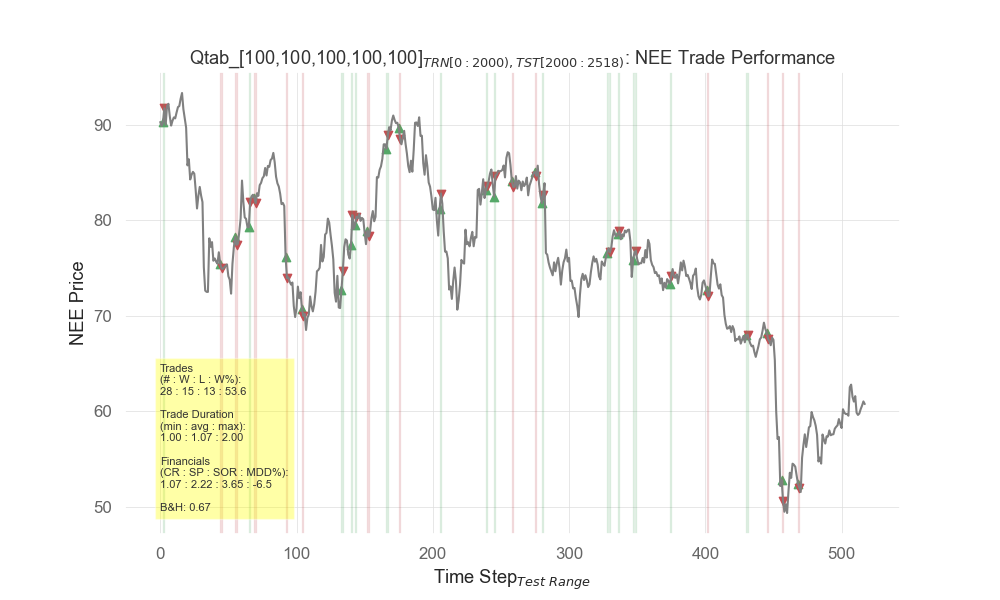 Qtab_[100,100,100,100,100]TRN[0 : 2000), TST[2000 : 2518): NEE Trade Performance
NEE Price
90
80
70
60
50
Trades
(# : W : L : W%):
28 : 15 : 13 : 53.6
Trade Duration
(min : avg : max):
1.00 : 1.07 : 2.00
Financials
(CR : SP : SOR : MDD%):
1.07 : 2.22 : 3.65 : -6.5
B&H: 0.67
0 100 200 300 400 500
Time StepTest Range